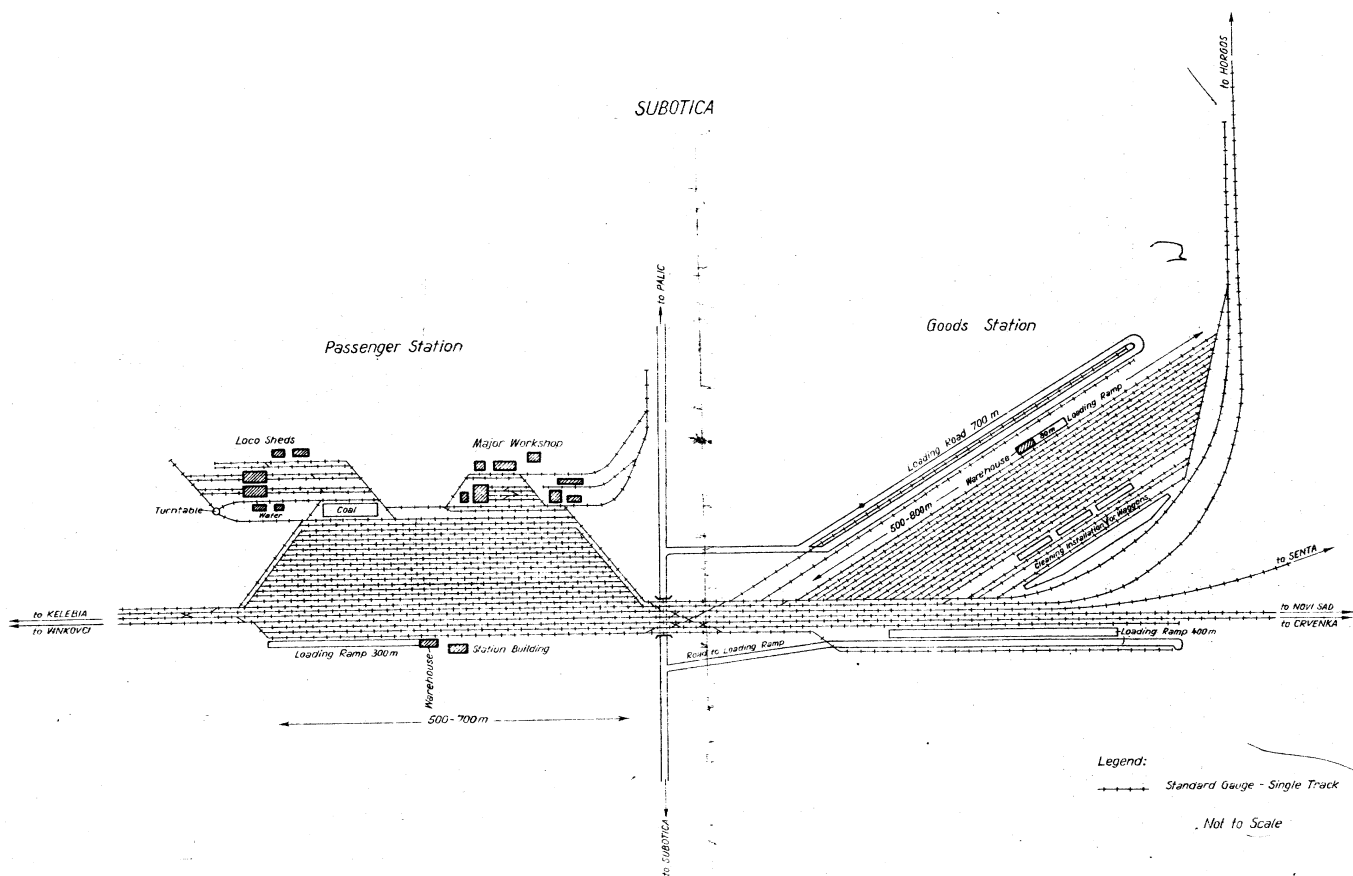 SUBOTICA
to HORGOS
to PALIC
Passenger Station
Goods Station
Loco Sheds
Major Workshop
Turntable
Water
Coal
Loading Road 700 m
Warehouse
50m
Loading Ramp
500-800m
Cleaning Installation for Waggons
to SENTA
to KELEBIA
to WINKOVCI
to NOVI SAD
to CRVENKA
Loading Ramp 300m
Warehouse
Station Building
Road to Loading Ramp
Loading Ramp 400m
500-700m
to SUBOTICA
Legend:
Standard Gauge - Single Track
Not to Scale